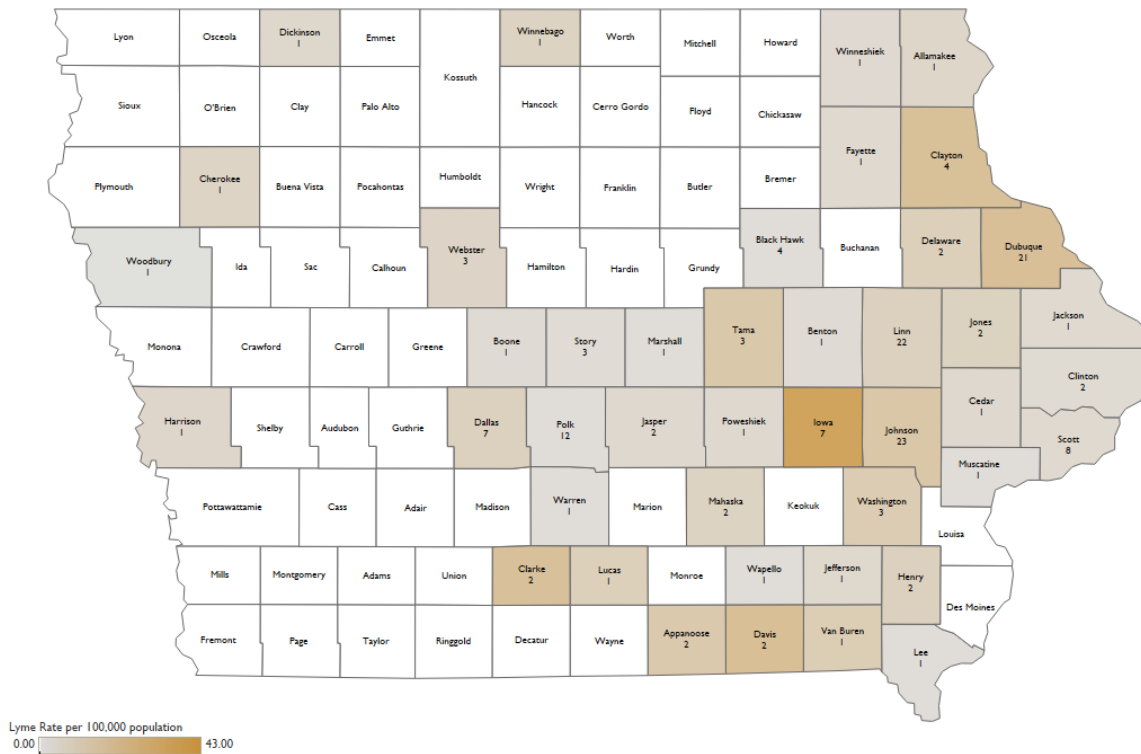 Lyon
Osceola
Dickinson
1
Emmet
Kossuth
Winnebago
1
Worth
Mitchell
Howard
Winneshiek
1
Allamakee
1
Sioux
O'Brien
Clay
Palo Alto
Hancock
Cerro Gordo
Floyd
Chickasaw
Fayette
1
Clayton
4
Plymouth
Cherokee
1
Buena Vista
Pocahontas
Humboldt
Wright
Franklin
Butler
Bremer
Woodbury
1
Ida
Sac
Calhoun
Webster
3
Hamilton
Hardin
Grundy
Black Hawk
4
Buchanan
Delaware
2
Dubuque
21
Monona
Crawford
Carroll
Greene
Boone
1
Story
3
Marshall
1
Tama
3
Benton
1
Linn
22
Jones
2
Jackson
1
Clinton
2
Harrison
1
Shelby
Audubon
Guthrie
Dallas
7
Polk
12
Jasper
2
Poweshiek
1
Iowa
7
Johnson
23
Cedar
1
Scott
8
Muscatine
1
Pottawattamie
Cass
Adair
Madison
Warren
1
Marion
Mahaska
2
Keokuk
Washington
3
Louisa
Mills
Montgomery
Adams
Union
Clarke
2
Lucas
1
Monroe
Wapello
1
Jefferson
1
Henry
2
Des Moines
Fremont
Page
Taylor
Ringgold
Decatur
Wayne
Appanoose
2
Davis
2
Van Buren
1
Lee
1
Lyme Rate per 100,000 population
0.00 43.00